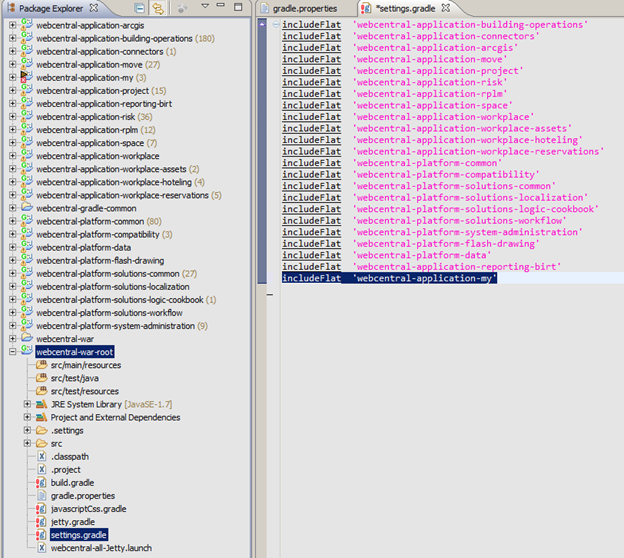 Package Explorer
webcentral-application-arcgis
webcentral-application-building-operations (180)
webcentral-application-connectors (1)
webcentral-application-move (27)
webcentral-application-my (3)
webcentral-application-project (15)
webcentral-application-reporting-birt
webcentral-application-risk (36)
webcentral-application-rplm (12)
webcentral-application-space (7)
webcentral-application-workplace
webcentral-application-workplace-assets (2)
webcentral-application-workplace-hoteling (4)
webcentral-application-workplace-reservations (5)
webcentral-gradle-common
webcentral-platform-common (80)
webcentral-platform-compatibility (3)
webcentral-platform-data
webcentral-platform-flash-drawing
webcentral-platform-solutions-common (27)
webcentral-platform-solutions-localization
webcentral-platform-solutions-logic-cookbook (1)
webcentral-platform-solutions-workflow
webcentral-platform-system-administration (9)
webcentral-war
webcentral-war-root
src/main/resources
src/test/java
src/test/resources
JRE System Library [JavaSE-1.7]
Project and External Dependencies
.settings
src
.classpath
.project
build.gradle
gradle.properties
javascriptCss.gradle
jetty.gradle
settings.gradle
webcentral-all-Jetty.launch
gradle.properties
*settings.gradle
includeFlat 'webcentral-application-building-operations'
includeFlat 'webcentral-application-connectors'
includeFlat 'webcentral-application-arcgis'
includeFlat 'webcentral-application-move'
includeFlat 'webcentral-application-project'
includeFlat 'webcentral-application-risk'
includeFlat 'webcentral-application-rplm'
includeFlat 'webcentral-application-space'
includeFlat 'webcentral-application-workplace'
includeFlat 'webcentral-application-workplace-assets'
includeFlat 'webcentral-application-workplace-hoteling'
includeFlat 'webcentral-application-workplace-reservations'
includeFlat 'webcentral-platform-common'
includeFlat 'webcentral-platform-compatibility'
includeFlat 'webcentral-platform-solutions-common'
includeFlat 'webcentral-platform-solutions-localization'
includeFlat 'webcentral-platform-solutions-logic-cookbook'
includeFlat 'webcentral-platform-solutions-workflow'
includeFlat 'webcentral-platform-system-administration'
includeFlat 'webcentral-platform-flash-drawing'
includeFlat 'webcentral-platform-data'
includeFlat 'webcentral-application-reporting-birt'
includeFlat 'webcentral-application-my'